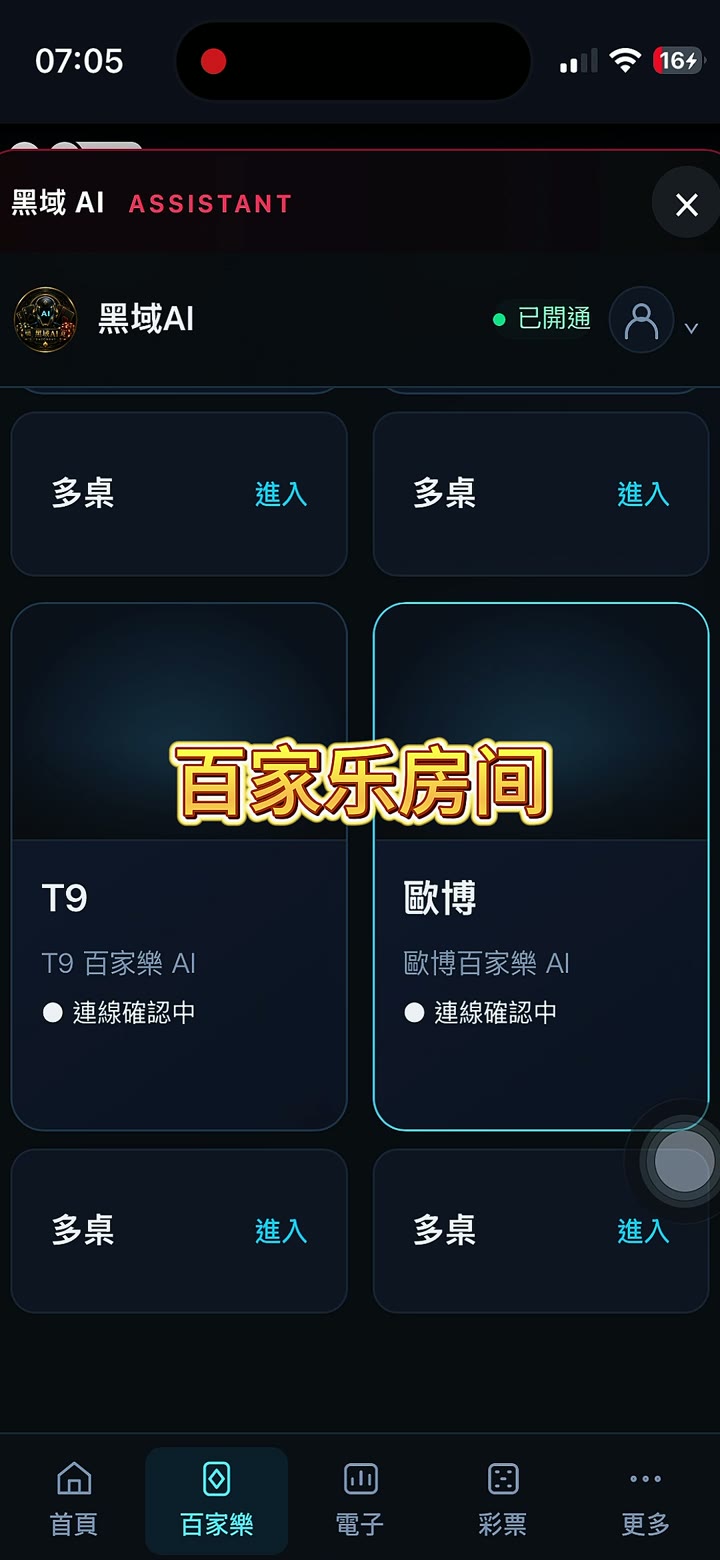 07:05
16
黑域 AI ASSISTANT
黑域AI
已開通
多桌 進入
多桌 進入
百家乐房间
T9
T9 百家樂 AI
連線確認中
歐博
歐博百家樂 AI
連線確認中
多桌 進入
多桌 進入
首頁
百家樂
電子
彩票
更多